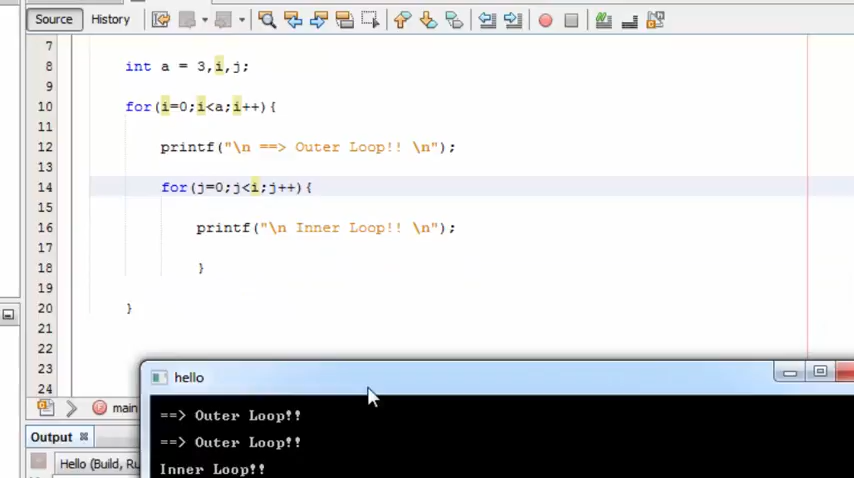 Source History
7
8 int a = 3,i,j;
9
10 for(i=0;i<a;i++){
11
12 printf("\n ==> Outer Loop!! \n");
13
14 for(j=0;j<i;j++){
15
16 printf("\n Inner Loop!! \n");
17
18 }
19
20 }
21
22
23
24
hello
main
==> Outer Loop!!
Output
==> Outer Loop!!
Hello (Build, Ru
Inner Loop!!